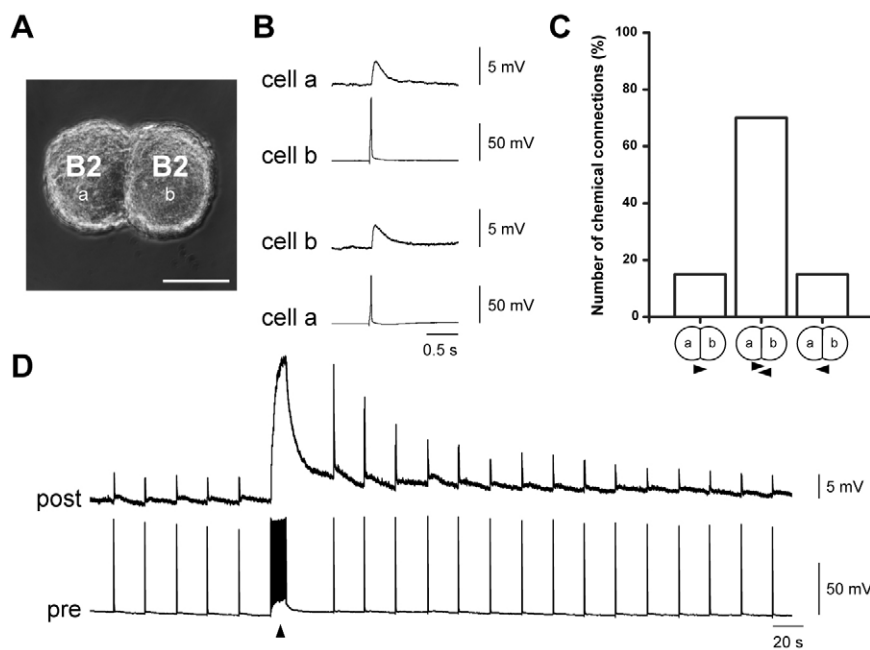 A
B2
a
B2
b
B
cell a
5 mV
cell b
50 mV
cell b
5 mV
cell a
50 mV
0.5 s
C
Number of chemical connections (%)
100
80
60
40
20
0
a b
a b
a b
D
post
5 mV
pre
50 mV
20 s